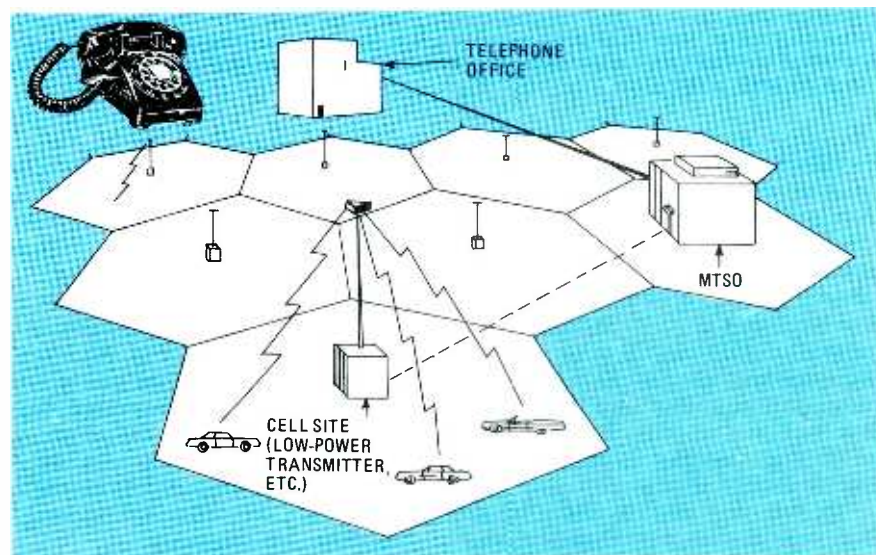 TELEPHONE
OFFICE
MTSO
CELL SITE
(LOW-POWER
TRANSMITTER,
ETC.)